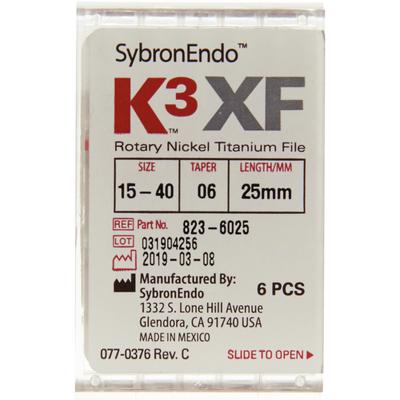 SybronEndo™
K3XF
™
Rotary Nickel Titanium File
SIZE TAPER LENGTH/MM
15-40 06 25mm
REF Part No. 823-6025
LOT 031904256
2019-03-08
Manufactured By:
SybronEndo 6 PCS
1332 S. Lone Hill Avenue
Glendora, CA 91740 USA
MADE IN MEXICO
077-0376 Rev. C SLIDE TO OPEN